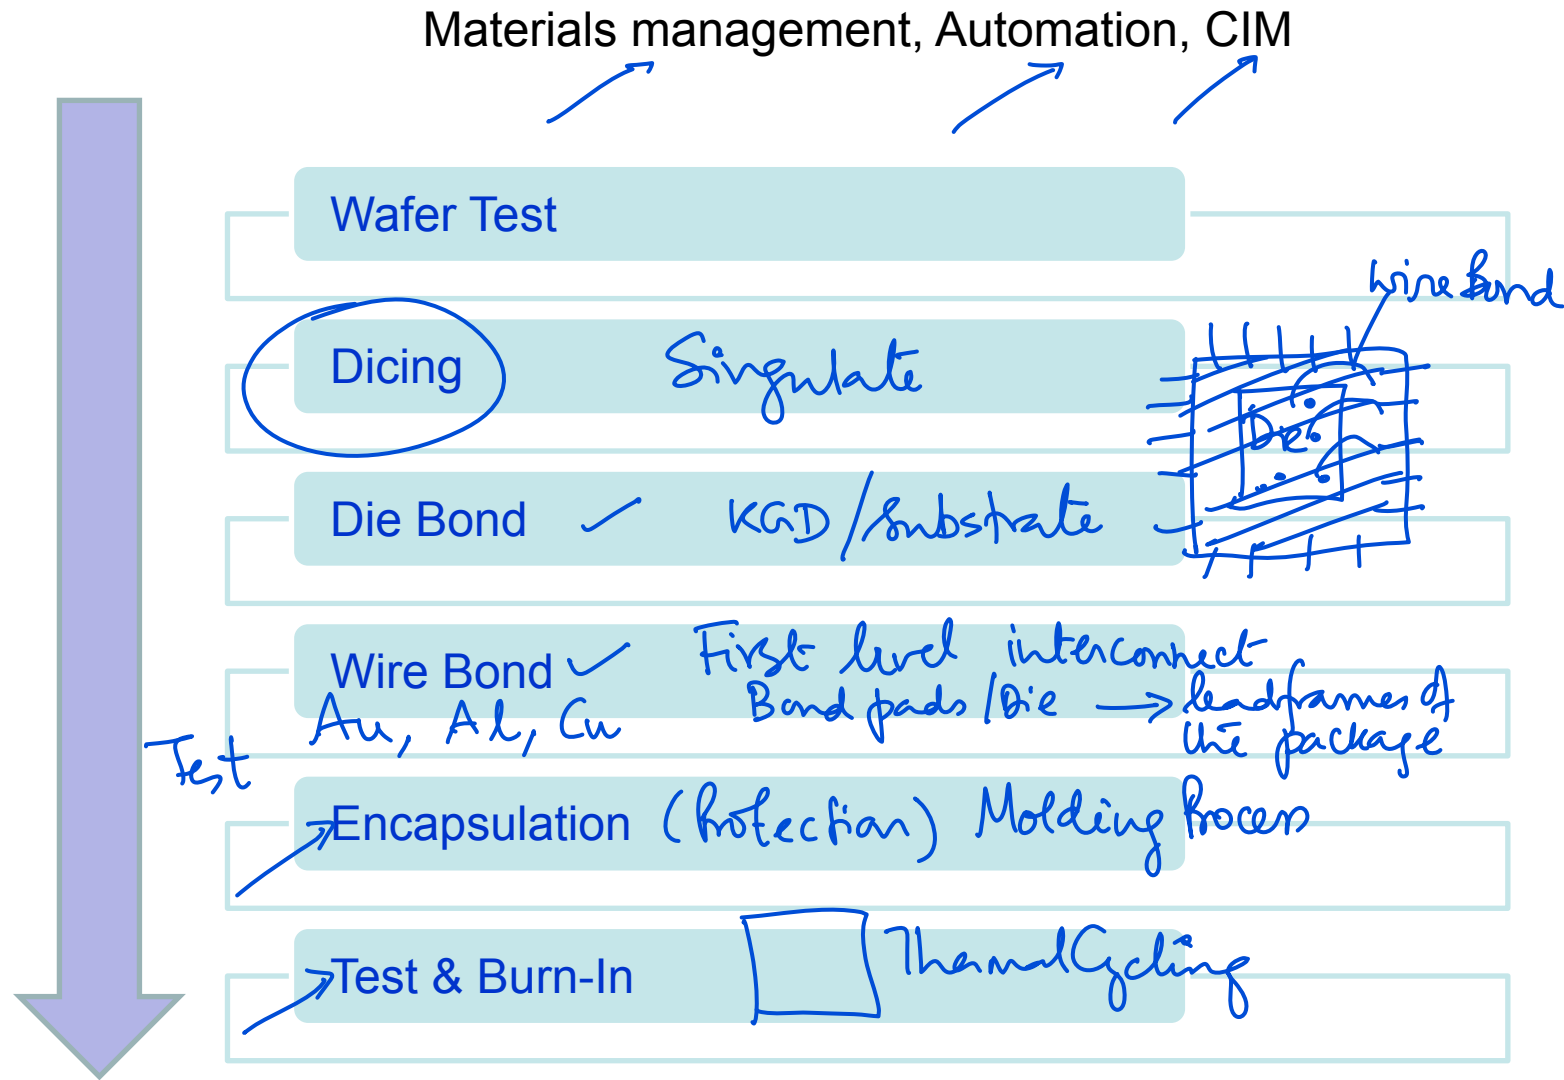 Materials management, Automation, CIM
Wafer Test
Wire Bond
Dicing
Singulate
Die
Die Bond
KGD/Substrate
Wire Bond
First level interconnect
Au, Al, Cu
Bond pads/Die → leadframes of
the package
Test
Encapsulation (Protection) Molding Process
Test & Burn-In
Thermal Cycling